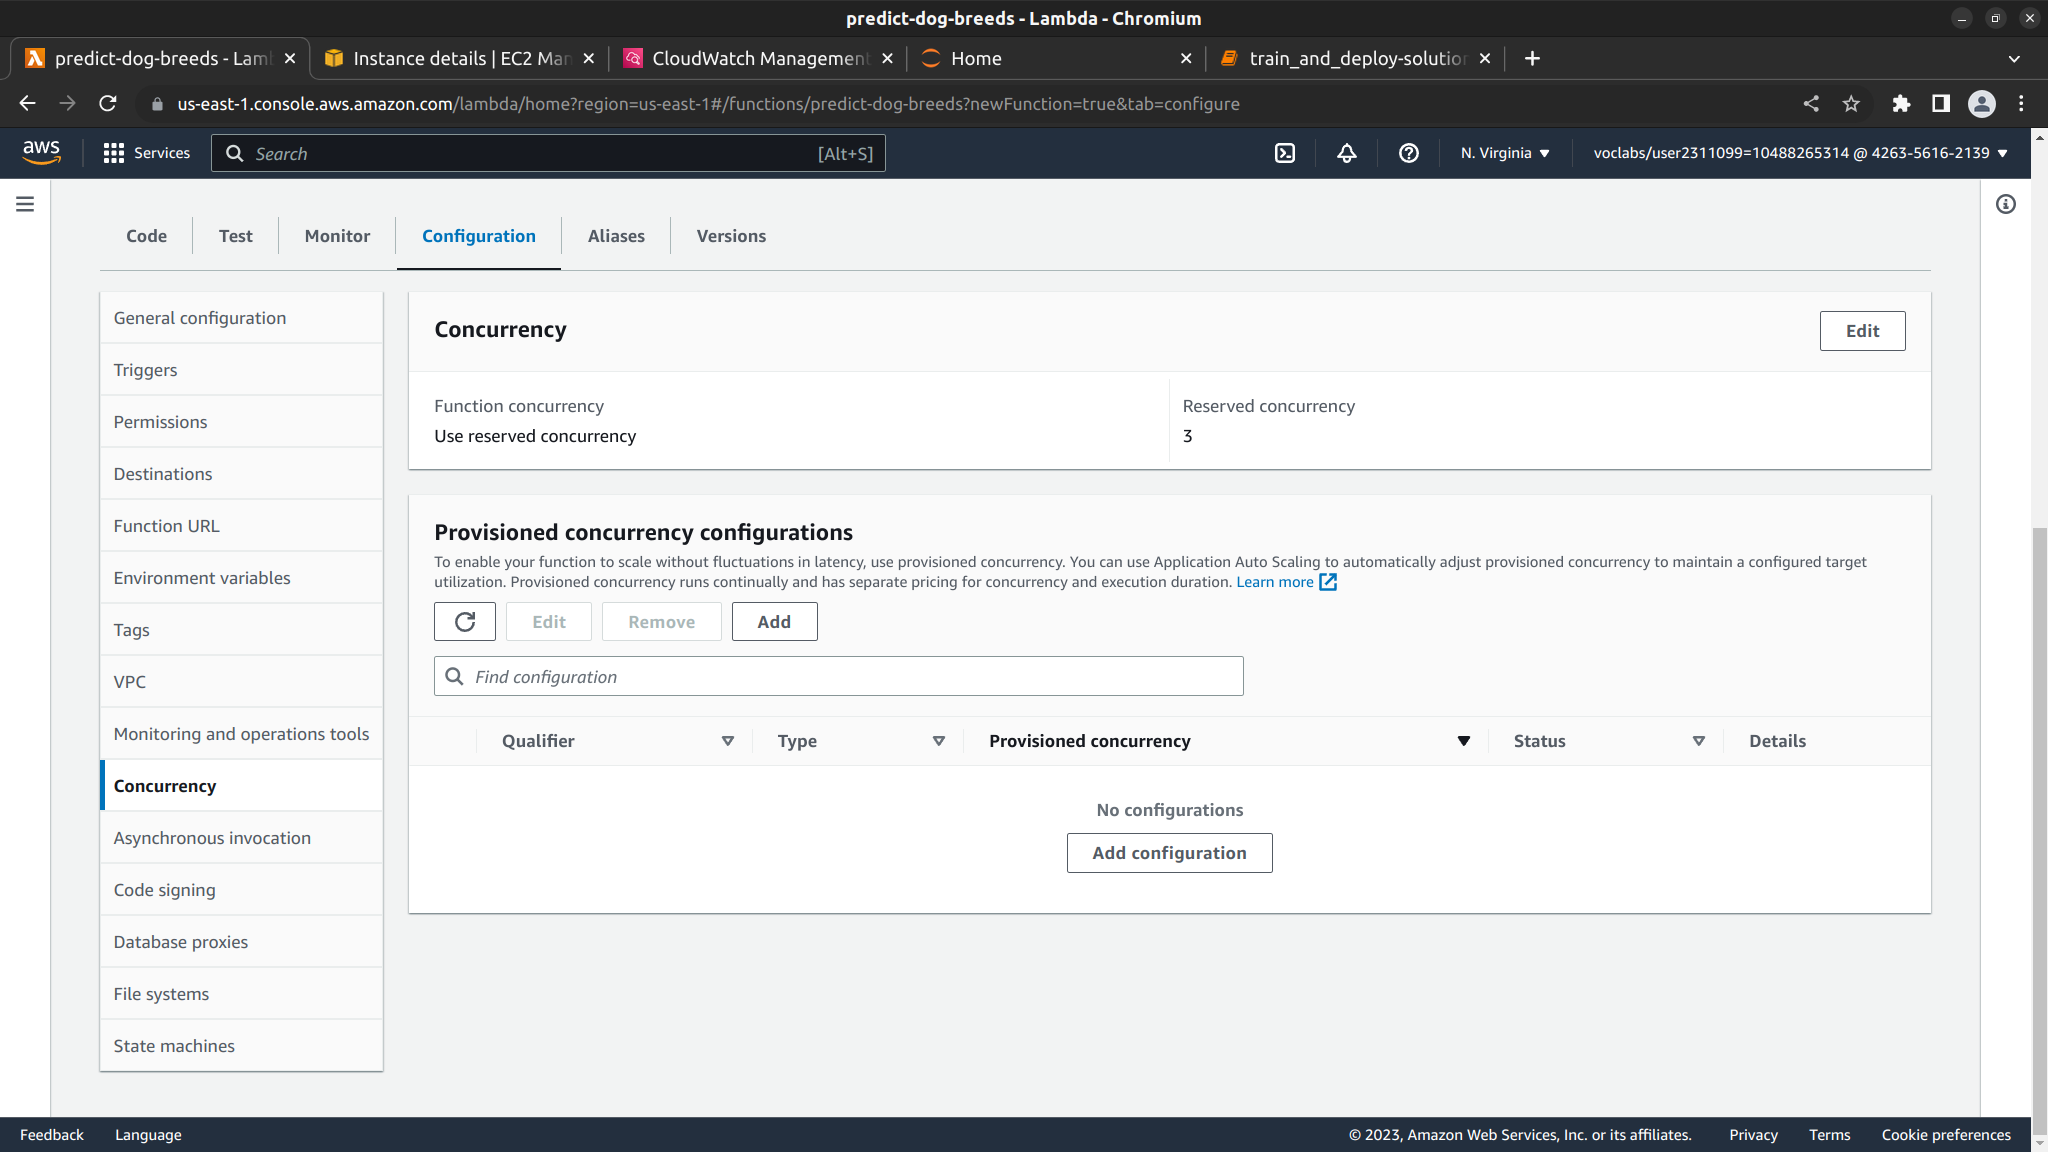 predict-dog-breeds - Lambda - Chromium
predict-dog-breeds - Lamb
Instance details | EC2 Man
CloudWatch Management
Home
train_and_deploy-solution
us-east-1.console.aws.amazon.com/lambda/home?region=us-east-1#/functions/predict-dog-breeds?newFunction=true&tab=configure
aws
Services
Search
[Alt+S]
N. Virginia
voclabs/user2311099=10488265314 @ 4263-5616-2139
Code
Test
Monitor
Configuration
Aliases
Versions
General configuration
Triggers
Permissions
Destinations
Function URL
Environment variables
Tags
VPC
Monitoring and operations tools
Concurrency
Asynchronous invocation
Code signing
Database proxies
File systems
State machines
Concurrency
Edit
Function concurrency
Use reserved concurrency
Reserved concurrency
3
Provisioned concurrency configurations
To enable your function to scale without fluctuations in latency, use provisioned concurrency. You can use Application Auto Scaling to automatically adjust provisioned concurrency to maintain a configured target
utilization. Provisioned concurrency runs continually and has separate pricing for concurrency and execution duration. Learn more
Edit
Remove
Add
Find configuration
Qualifier
Type
Provisioned concurrency
Status
Details
No configurations
Add configuration
Feedback
Language
© 2023, Amazon Web Services, Inc. or its affiliates.
Privacy
Terms
Cookie preferences